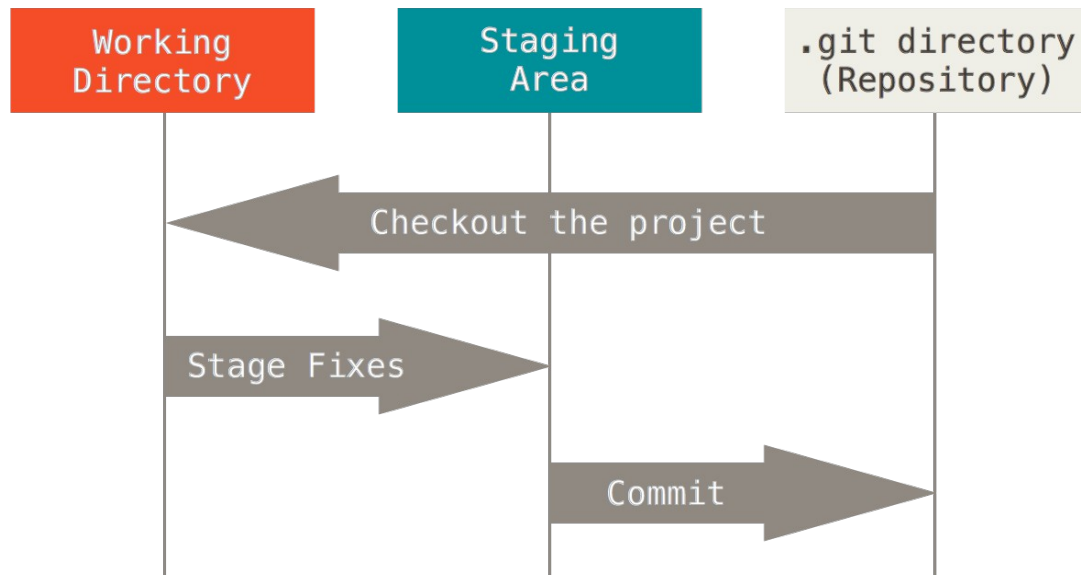 Working
Directory
Staging
Area
.git directory
(Repository)
Checkout the project
Stage Fixes
Commit